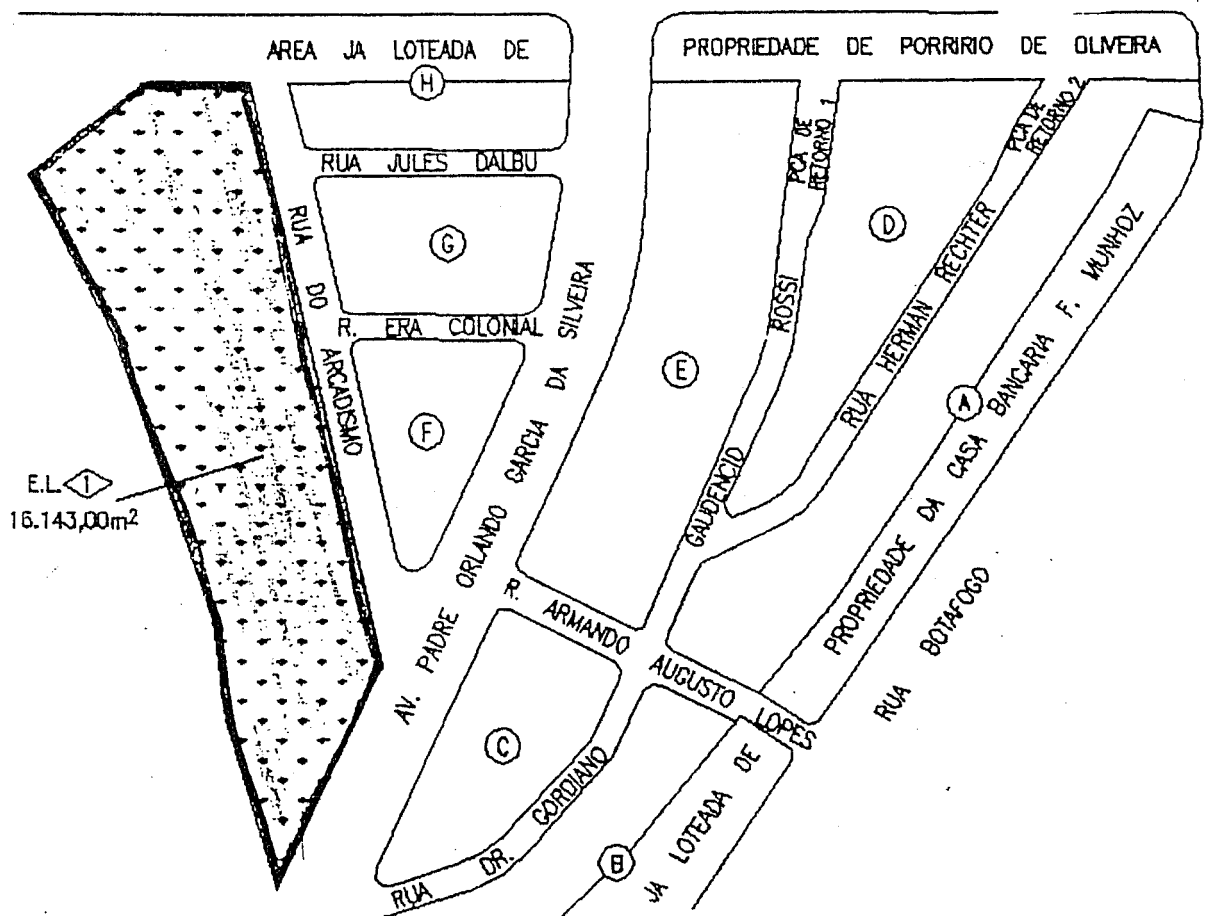 AREA JA LOTEADA DE
PROPRIEDADE DE PORRIRIO DE OLIVEIRA
H
RUA JULES DALBU
PCA DE
RETORNO 1
PCA DE
RETORNO 2
RUA DO ARCADISMO
G
D
R. ERA COLONIAL
AV. PADRE ORLANDO GARCIA DA SILVEIRA
GAUDENCIO ROSSI
RUA HERMAN RECHTER
E
F
A
PROPRIEDADE DA CASA BANCARIA F. MUNHOZ
E.L. 1
16.143,00m²
RUA BOTAFOGO
R. ARMANDO AUGUSTO LOPES
C
RUA DR. GORDIANO
B
JA LOTEADA DE